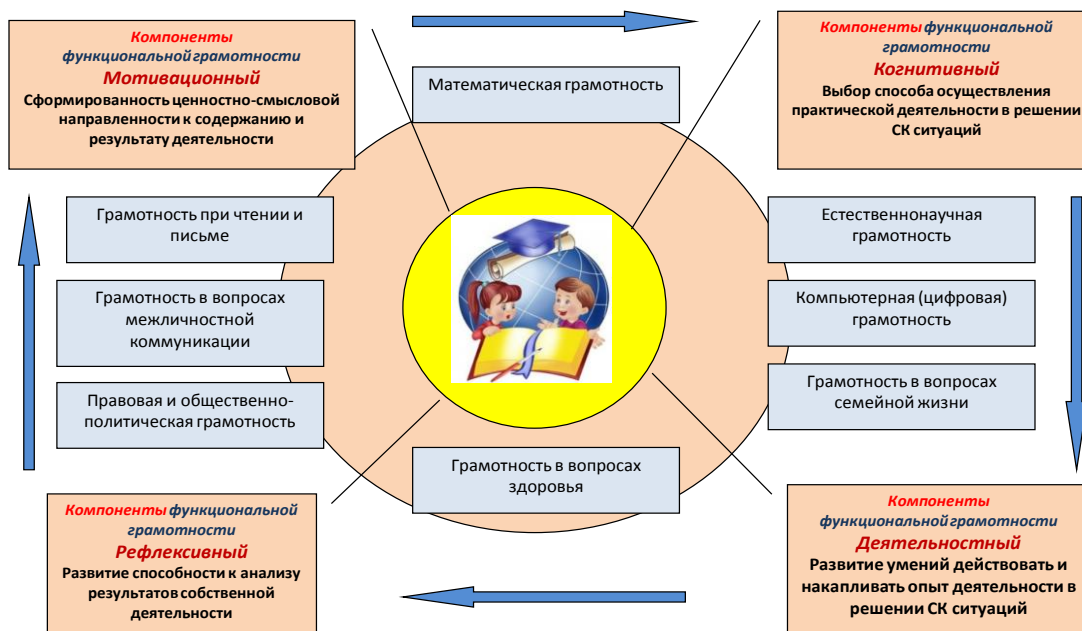 Компоненты
функциональной грамотности
Мотивационный
Сформированность ценностно-смысловой
направленности к содержанию и
результату деятельности
Математическая грамотность
Компоненты функциональной
грамотности
Когнитивный
Выбор способа осуществления
практической деятельности в решении
СК ситуаций
Грамотность при чтении и
письме
Грамотность в вопросах
межличностной
коммуникации
Правовая и общественно-
политическая грамотность
Естественнонаучная
грамотность
Компьютерная (цифровая)
грамотность
Грамотность в вопросах
семейной жизни
Грамотность в вопросах
здоровья
Компоненты функциональной
грамотности
Рефлексивный
Развитие способности к анализу
результатов собственной
деятельности
Компоненты
функциональной грамотности
Деятельностный
Развитие умений действовать и
накапливать опыт деятельности в
решении СК ситуаций